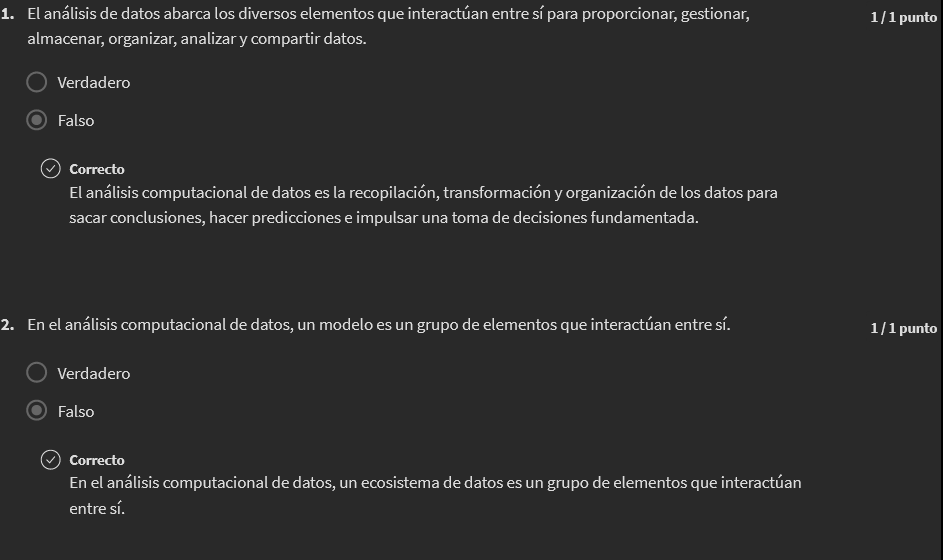 1. El análisis de datos abarca los diversos elementos que interactúan entre sí para proporcionar, gestionar, 1 / 1 punto
almacenar, organizar, analizar y compartir datos.
Verdadero
Falso
Correcto
El análisis computacional de datos es la recopilación, transformación y organización de los datos para
sacar conclusiones, hacer predicciones e impulsar una toma de decisiones fundamentada.
2. En el análisis computacional de datos, un modelo es un grupo de elementos que interactúan entre sí. 1 / 1 punto
Verdadero
Falso
Correcto
En el análisis computacional de datos, un ecosistema de datos es un grupo de elementos que interactúan
entre sí.